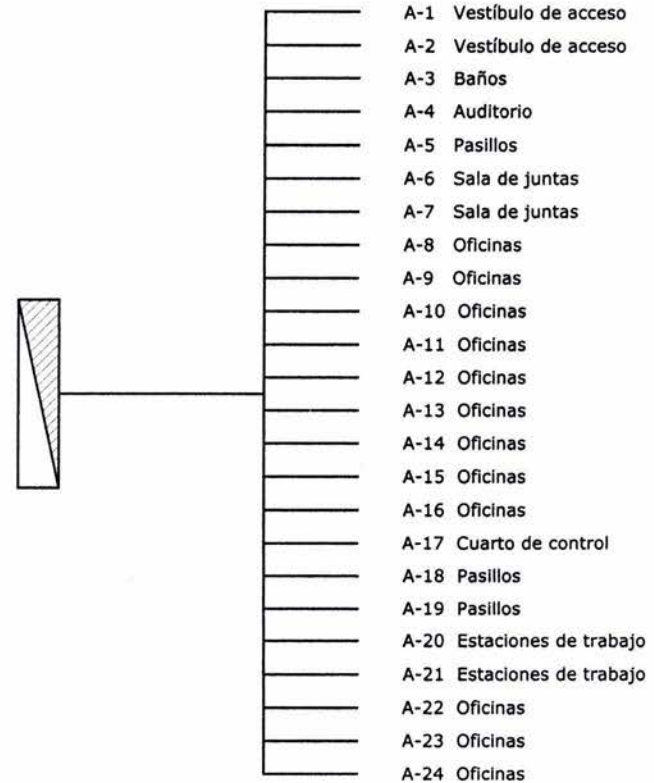 A-1 Vestíbulo de acceso
A-2 Vestíbulo de acceso
A-3 Baños
A-4 Auditorio
A-5 Pasillos
A-6 Sala de juntas
A-7 Sala de juntas
A-8 Oficinas
A-9 Oficinas
A-10 Oficinas
A-11 Oficinas
A-12 Oficinas
A-13 Oficinas
A-14 Oficinas
A-15 Oficinas
A-16 Oficinas
A-17 Cuarto de control
A-18 Pasillos
A-19 Pasillos
A-20 Estaciones de trabajo
A-21 Estaciones de trabajo
A-22 Oficinas
A-23 Oficinas
A-24 Oficinas